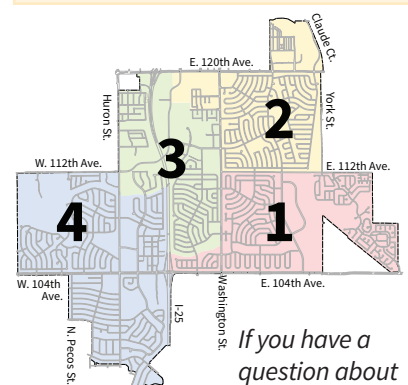 Claude Ct.
E. 120th Ave.
Huron St.
York St.
2
3
W. 112th Ave.
E. 112th Ave.
4
1
W. 104th
Ave.
E. 104th Ave.
N. Pecos St.
I-25
Washington St.
If you have a
question about